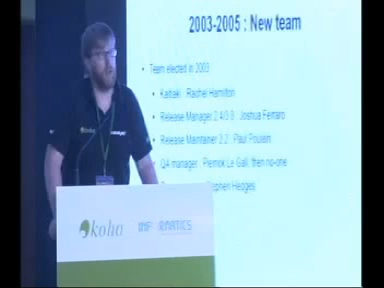 2003-2005 : New team
• Team elected in 2003
• Kaitiaki : Rachel Hamilton
• Release Manager 2.4/3.0 : Joshua Ferraro
• Release Maintainer 2.2 : Paul Poulain
• QA manager : Pierrick Le Gall, then no-one
Stephen Hedges
koha
INFORMATICS